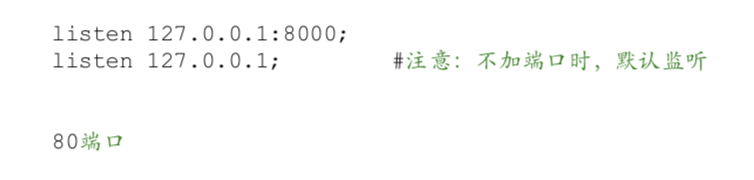 listen 127.0.0.1:8000;
listen 127.0.0.1; #注意：不加端口时，默认监听
80端口